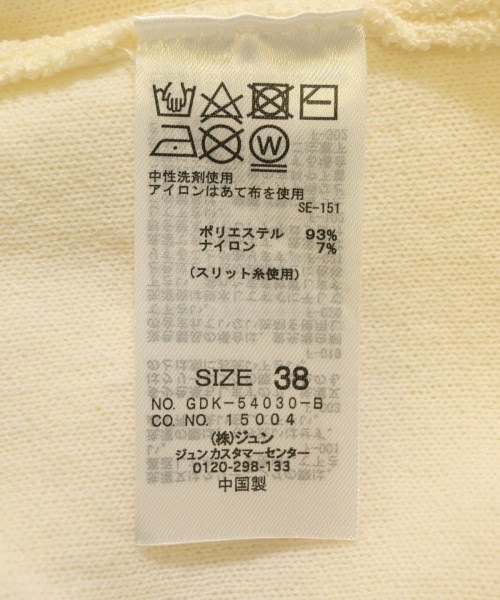 中性洗剤使用
アイロンはあて布を使用
SE-151
ポリエステル 93%
ナイロン 7%
(スリット糸使用)
SIZE 38
NO. GDK-54030-B
CO. NO. 15004
(株)ジュン
ジュン カスタマーセンター
0120-298-133
中国製